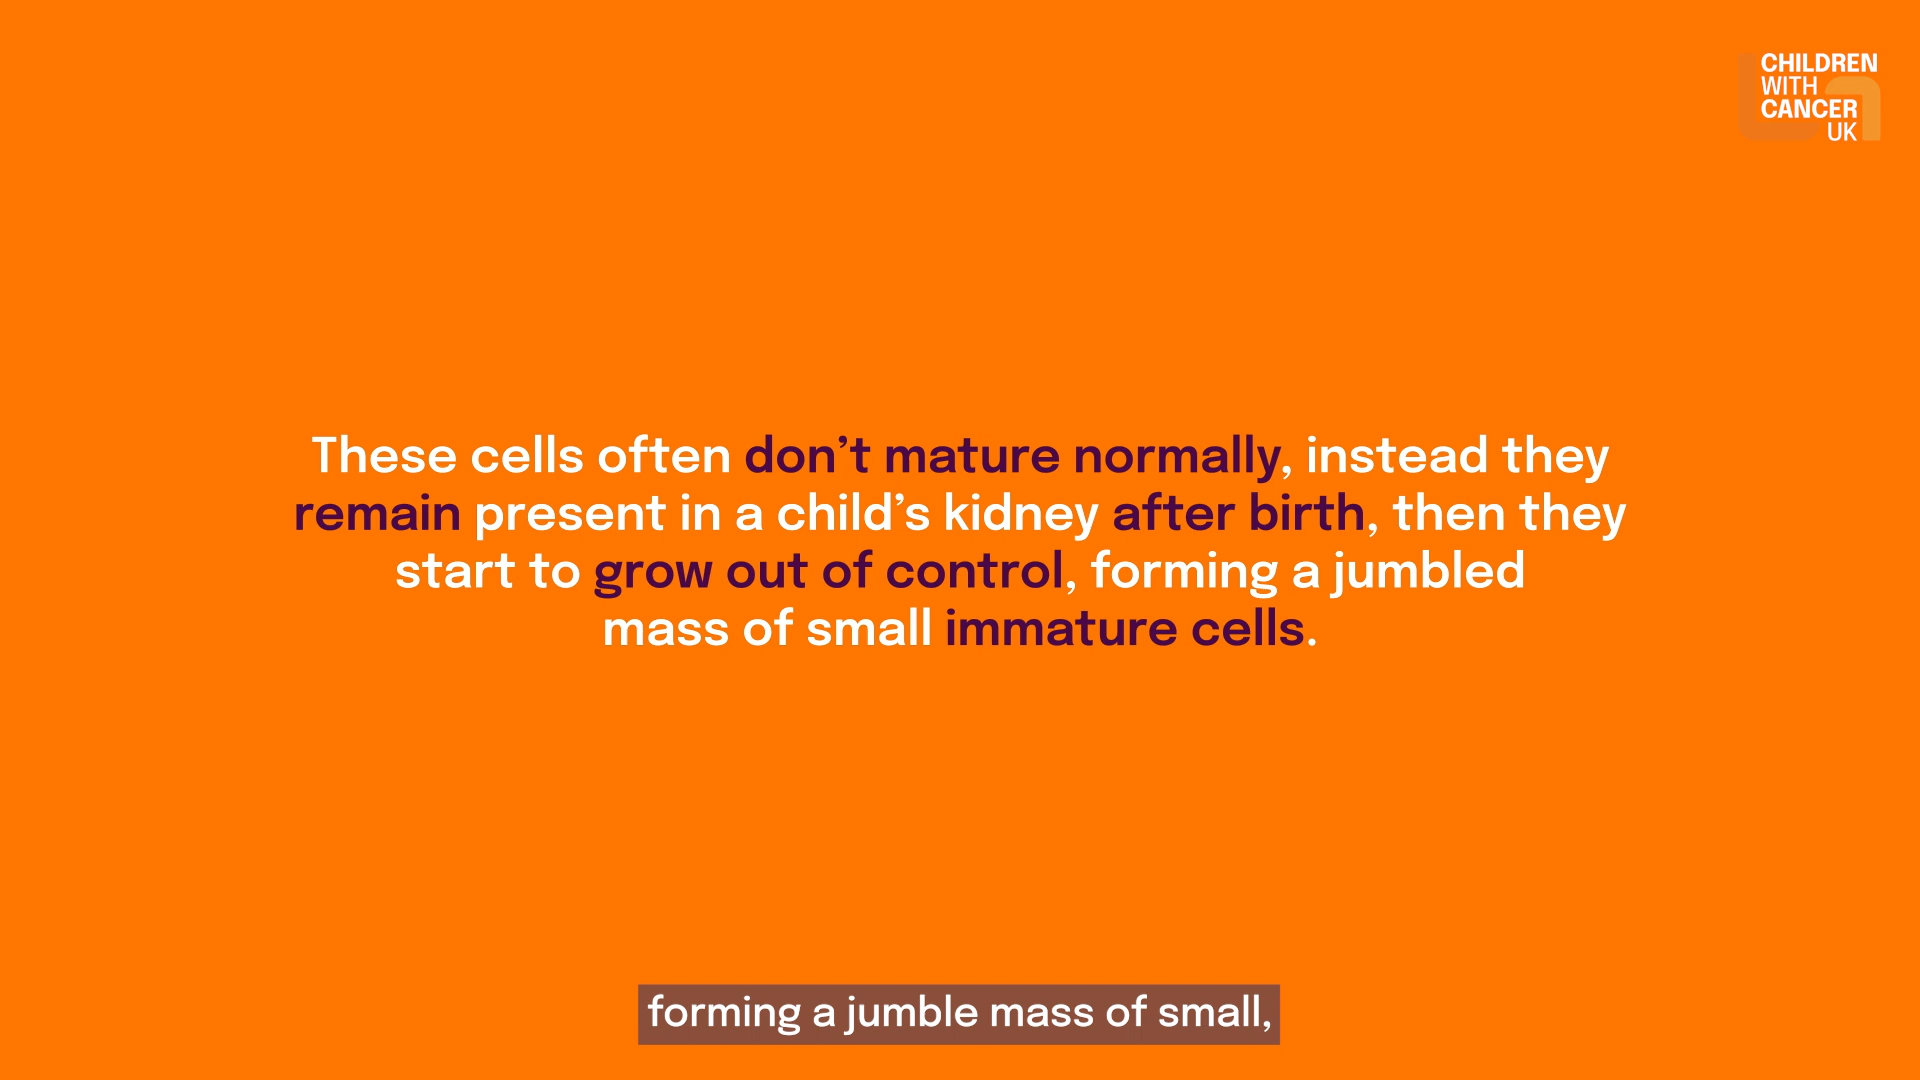 CHILDREN
WITH
CANCER
UK
These cells often don’t mature normally, instead they
remain present in a child’s kidney after birth, then they
start to grow out of control, forming a jumbled
mass of small immature cells.
forming a jumble mass of small,